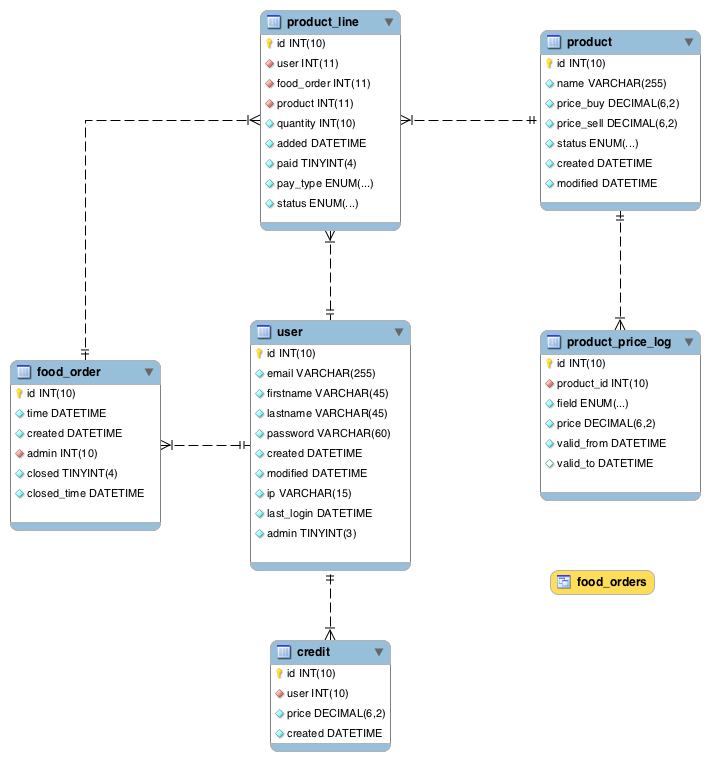 product_line
id INT(10)
user INT(11)
food_order INT(11)
product INT(11)
quantity INT(10)
added DATETIME
paid TINYINT(4)
pay_type ENUM(...)
status ENUM(...)
product
id INT(10)
name VARCHAR(255)
price_buy DECIMAL(6,2)
price_sell DECIMAL(6,2)
status ENUM(...)
created DATETIME
modified DATETIME
food_order
id INT(10)
time DATETIME
created DATETIME
admin INT(10)
closed TINYINT(4)
closed_time DATETIME
user
id INT(10)
email VARCHAR(255)
firstname VARCHAR(45)
lastname VARCHAR(45)
password VARCHAR(60)
created DATETIME
modified DATETIME
ip VARCHAR(15)
last_login DATETIME
admin TINYINT(3)
product_price_log
id INT(10)
product_id INT(10)
field ENUM(...)
price DECIMAL(6,2)
valid_from DATETIME
valid_to DATETIME
food_orders
credit
id INT(10)
user INT(10)
price DECIMAL(6,2)
created DATETIME